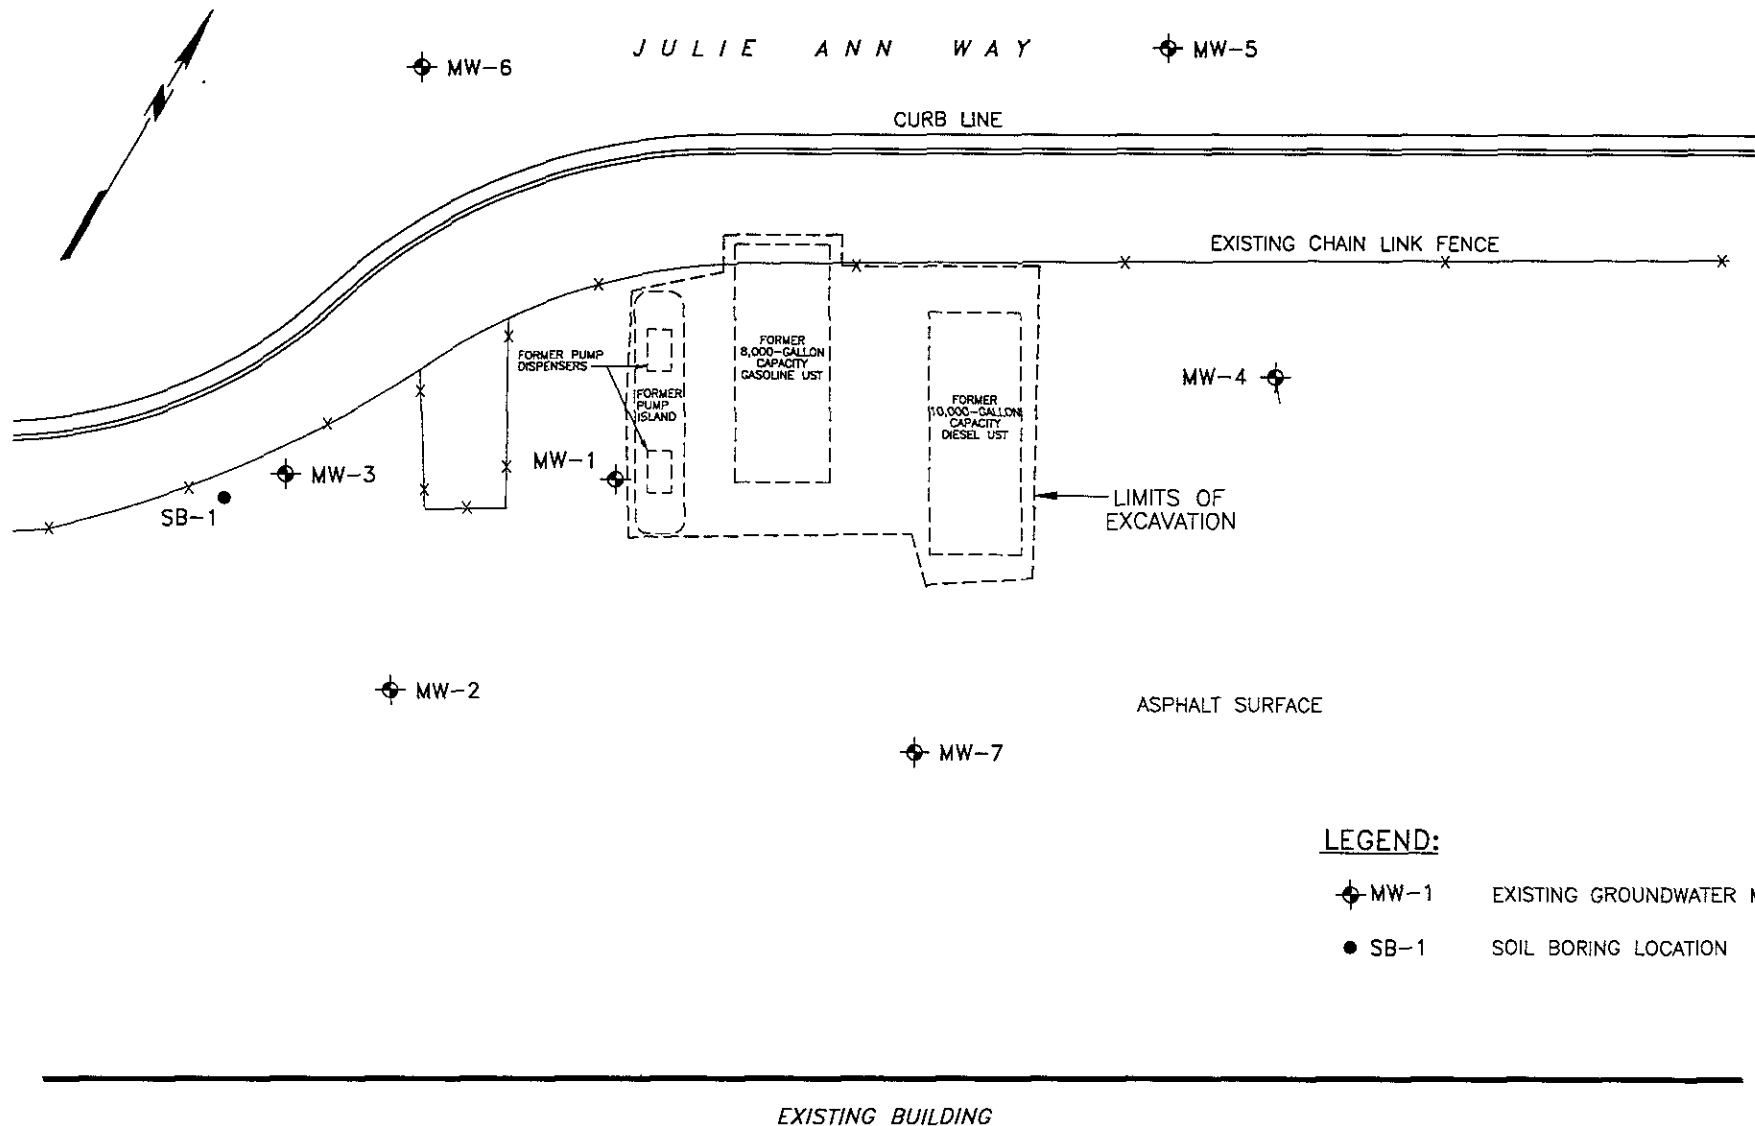 JULIE ANN WAY
MW-6
MW-5
CURB LINE
EXISTING CHAIN LINK FENCE
FORMER PUMP
DISPENSERS
FORMER
8,000-GALLON
CAPACITY
GASOLINE UST
FORMER
PUMP
ISLAND
FORMER
10,000-GALLON
CAPACITY
DIESEL UST
MW-4
MW-1
MW-3
SB-1
LIMITS OF
EXCAVATION
MW-2
ASPHALT SURFACE
MW-7
LEGEND:
MW-1 EXISTING GROUNDWATER
SB-1 SOIL BORING LOCATION
EXISTING BUILDING